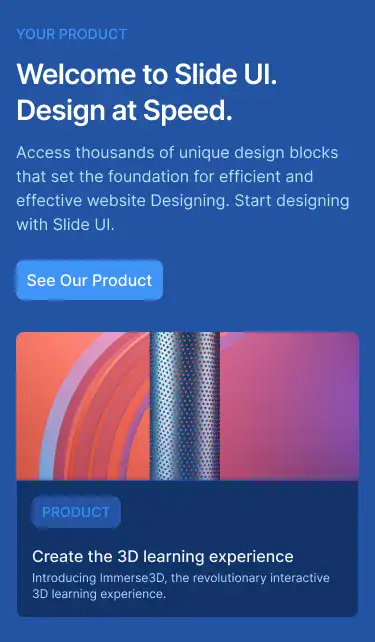 YOUR PRODUCT
Welcome to Slide UI.
Design at Speed.
Access thousands of unique design blocks
that set the foundation for efficient and
effective website Designing. Start designing
with Slide UI.
See Our Product
PRODUCT
Create the 3D learning experience
Introducing Immerse3D, the revolutionary interactive
3D learning experience.